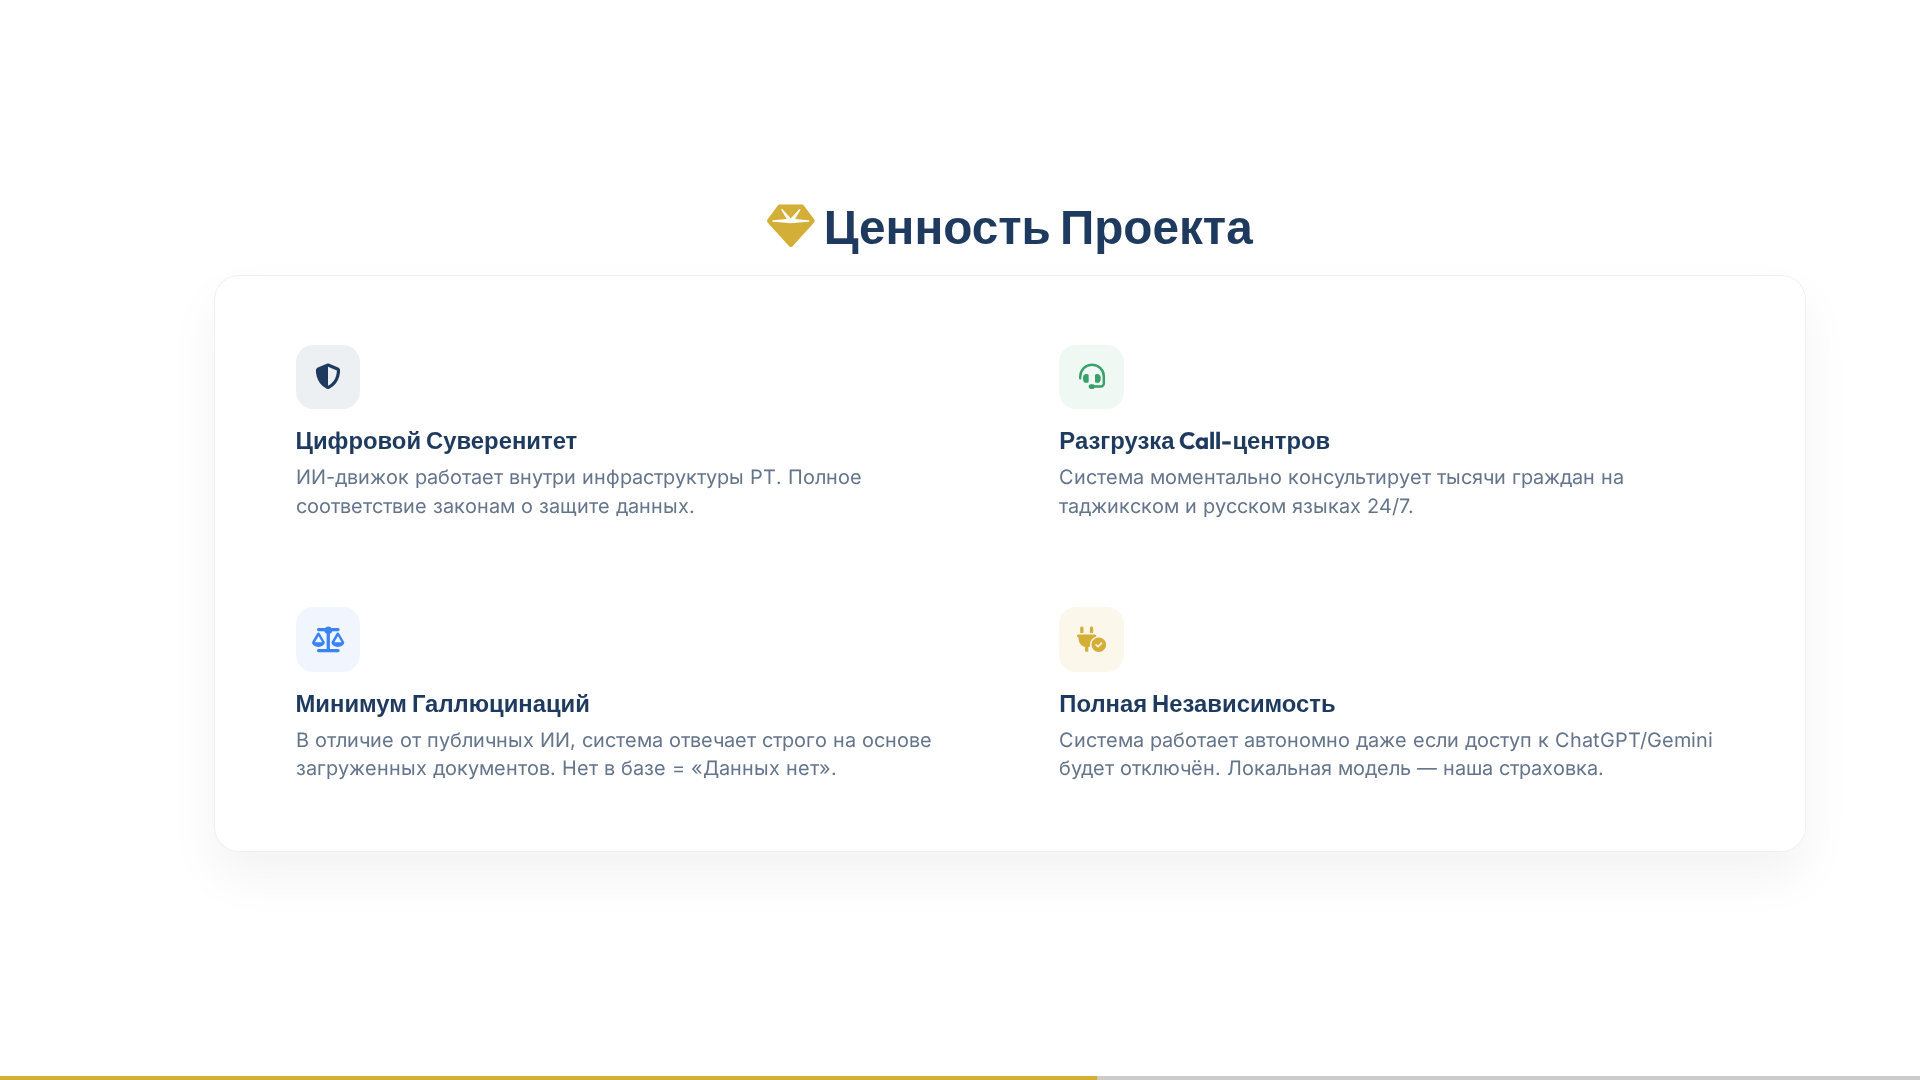 Ценность Проекта
Цифровой Суверенитет
ИИ-движок работает внутри инфраструктуры РТ. Полное
соответствие законам о защите данных.
Разгрузка Call-центров
Система моментально консультирует тысячи граждан на
таджикском и русском языках 24/7.
Минимум Галлюцинаций
В отличие от публичных ИИ, система отвечает строго на основе
загруженных документов. Нет в базе = «Данных нет».
Полная Независимость
Система работает автономно даже если доступ к ChatGPT/Gemini
будет отключён. Локальная модель — наша страховка.